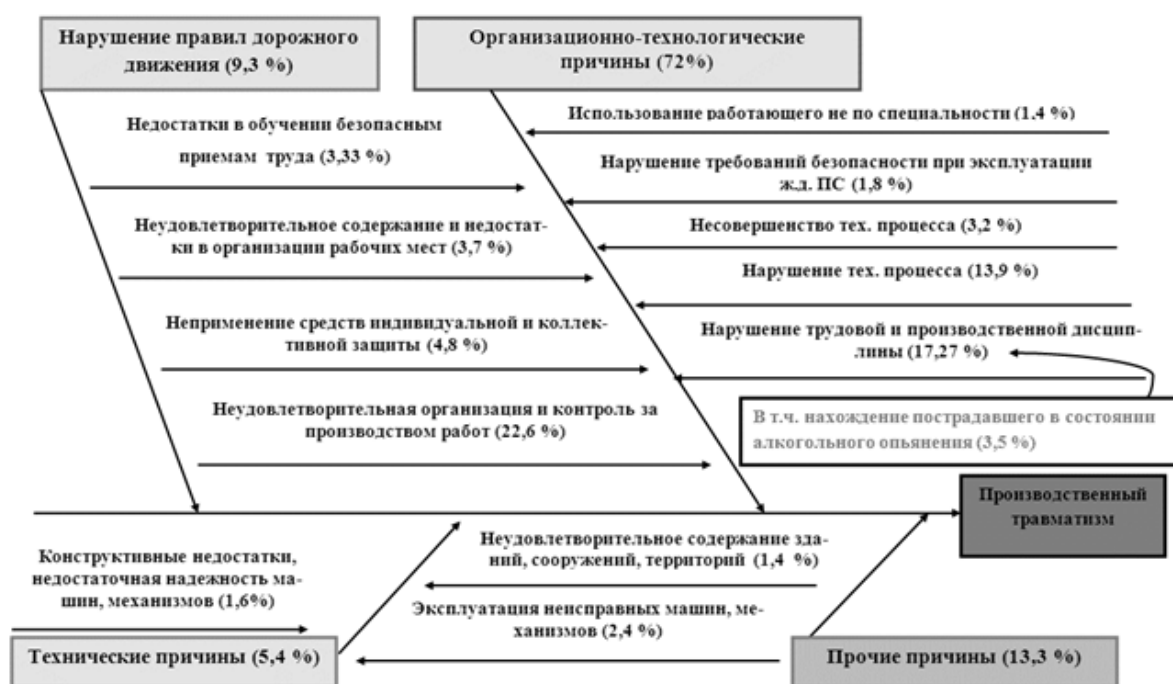 Нарушение правил дорожного
движения (9,3 %)
Организационно-технологические
причины (72%)
Недостатки в обучении безопасным
приемам труда (3,33 %)
Неудовлетворительное содержание и недостат-
ки в организации рабочих мест (3,7 %)
Неприменение средств индивидуальной и коллек-
тивной защиты (4,8 %)
Неудовлетворительная организация и контроль за
производством работ (22,6 %)
Использование работающего не по специальности (1,4 %)
Нарушение требований безопасности при эксплуатации
ж.д. ПС (1,8 %)
Несовершенство тех. процесса (3,2 %)
Нарушение тех. процесса (13,9 %)
Нарушение трудовой и производственной дисцип-
лины (17,27 %)
В т.ч. нахождение пострадавшего в состоянии
алкогольного опьянения (3,5 %)
Производственный
травматизм
Конструктивные недостатки,
недостаточная надежность ма-
шин, механизмов (1,6%)
Неудовлетворительное содержание зда-
ний, сооружений, территорий (1,4 %)
Эксплуатация неисправных машин, ме-
ханизмов (2,4 %)
Технические причины (5,4 %)
Прочие причины (13,3 %)